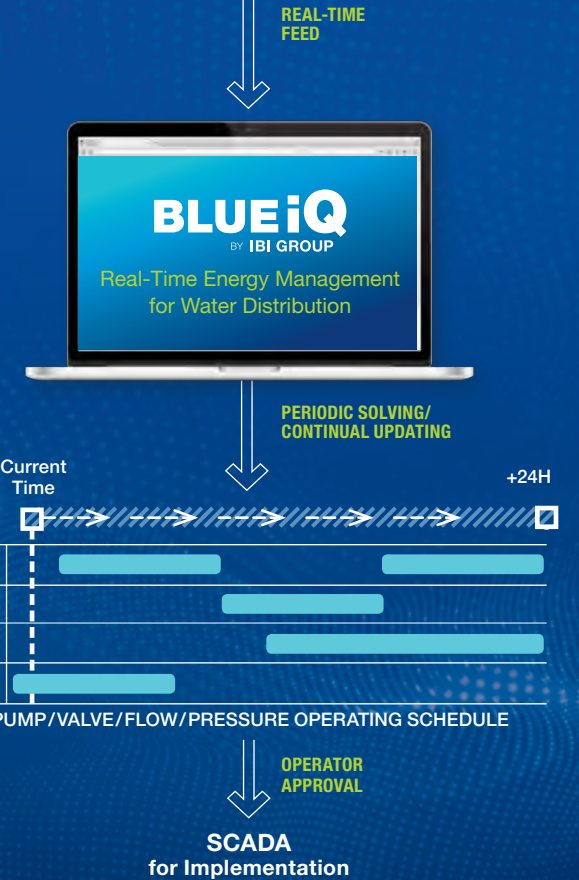 REAL-TIME
FEED
BLUE iQ
BY IBI GROUP
Real-Time Energy Management
for Water Distribution
PERIODIC SOLVING/
CONTINUAL UPDATING
Current
Time
+24H
PUMP/VALVE/FLOW/PRESSURE OPERATING SCHEDULE
OPERATOR
APPROVAL
SCADA
for Implementation